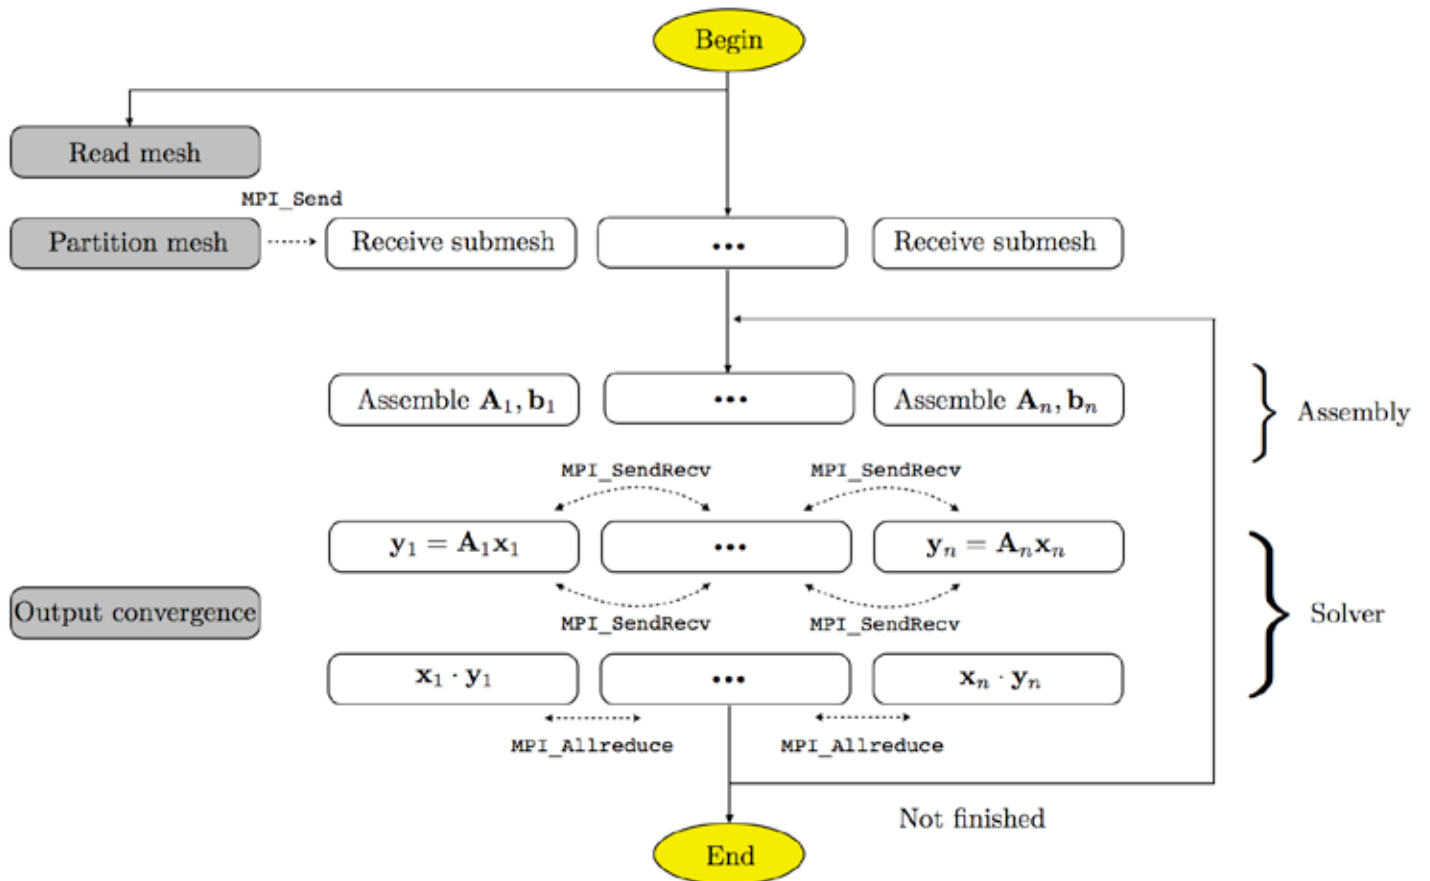 Begin
Read mesh
MPI_Send
Partition mesh
Receive submesh
•••
Receive submesh
Assemble A₁, b₁
•••
Assemble Aₙ, bₙ
Assembly
MPI_SendRecv
MPI_SendRecv
y₁ = A₁x₁
•••
yₙ = Aₙxₙ
Output convergence
MPI_SendRecv
MPI_SendRecv
Solver
x₁ · y₁
•••
xₙ · yₙ
MPI_Allreduce
MPI_Allreduce
Not finished
End